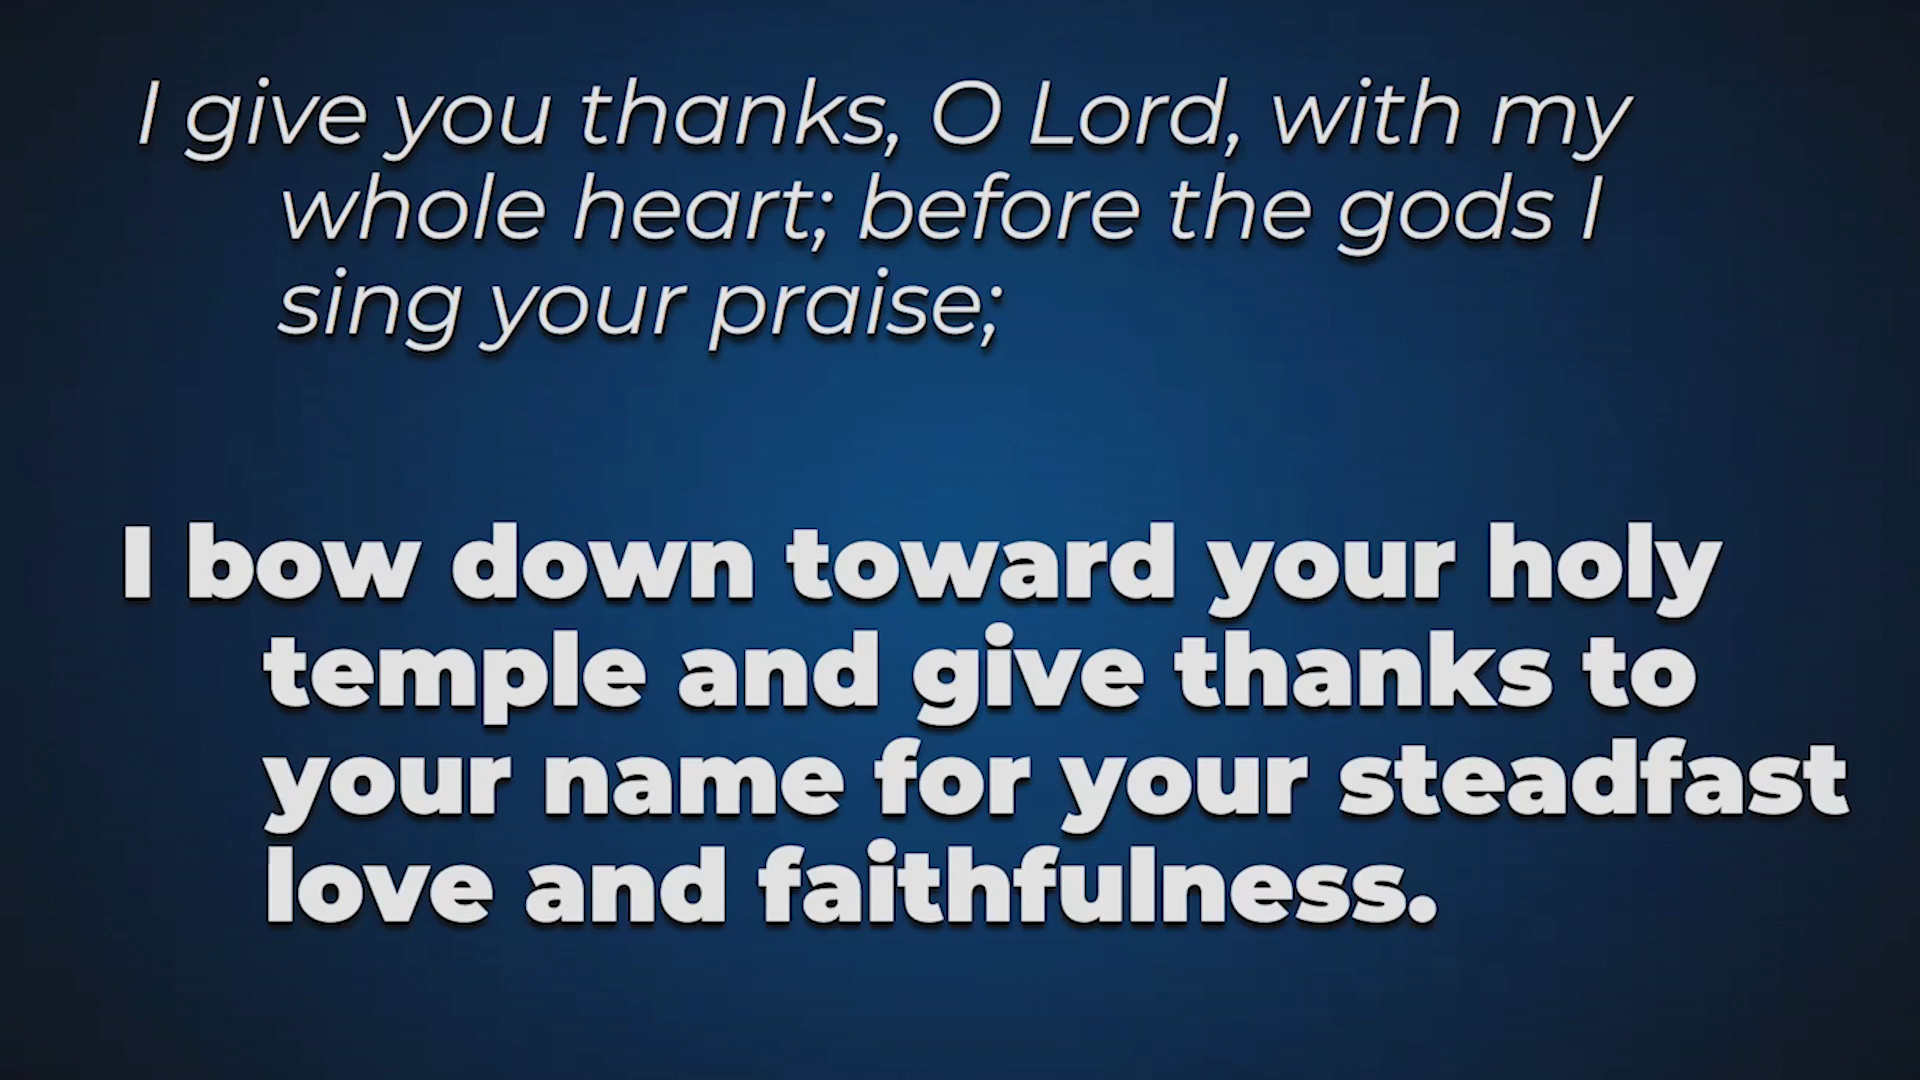 I give you thanks, O Lord, with my
whole heart; before the gods I
sing your praise;
I bow down toward your holy
temple and give thanks to
your name for your steadfast
love and faithfulness.